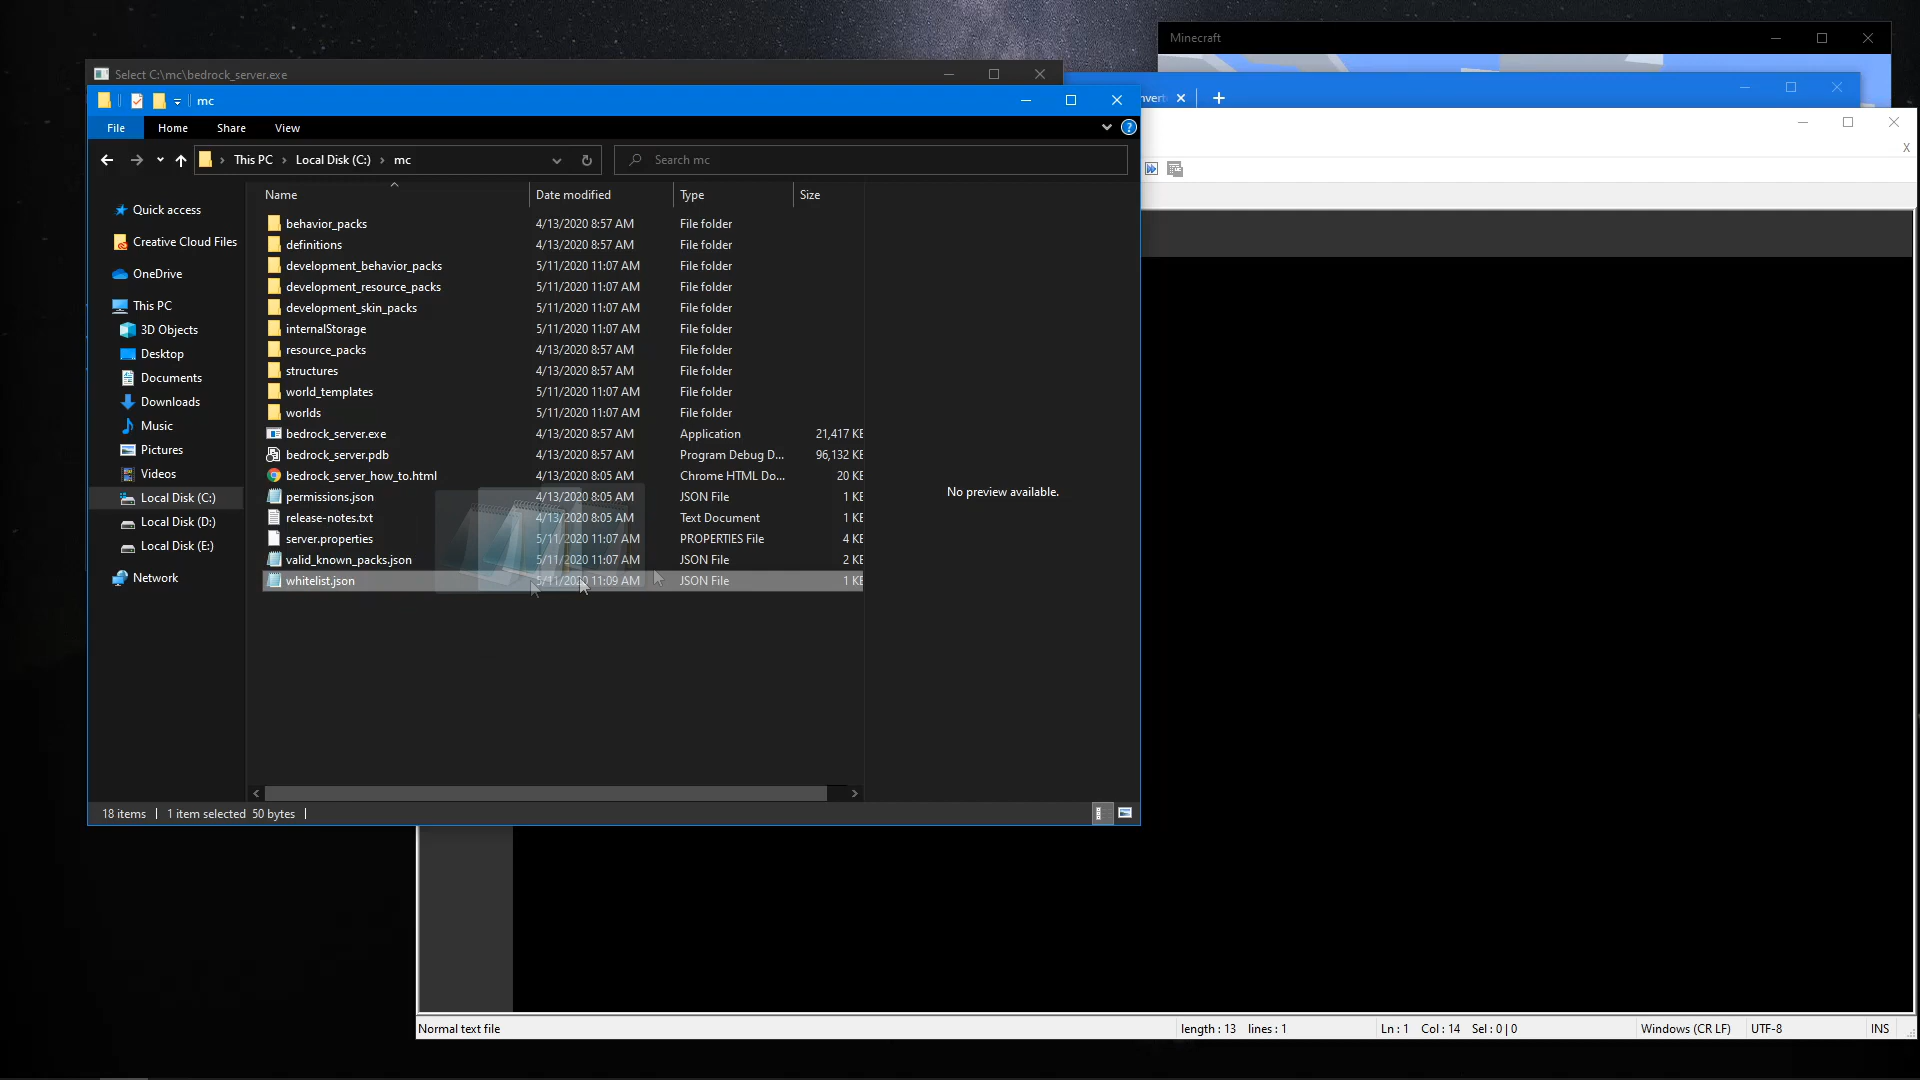 Minecraft
Select C:\mc\bedrock_server.exe
mc
nvert
File Home Share View
This PC Local Disk (C:) mc
Search mc
X
Name Date modified Type Size
Quick access
Creative Cloud Files
OneDrive
This PC
3D Objects
Desktop
Documents
Downloads
Music
Pictures
Videos
Local Disk (C:)
Local Disk (D:)
Local Disk (E:)
Network
behavior_packs 4/13/2020 8:57 AM File folder
definitions 4/13/2020 8:57 AM File folder
development_behavior_packs 5/11/2020 11:07 AM File folder
development_resource_packs 5/11/2020 11:07 AM File folder
development_skin_packs 5/11/2020 11:07 AM File folder
internalStorage 5/11/2020 11:07 AM File folder
resource_packs 4/13/2020 8:57 AM File folder
structures 4/13/2020 8:57 AM File folder
world_templates 5/11/2020 11:07 AM File folder
worlds 5/11/2020 11:07 AM File folder
bedrock_server.exe 4/13/2020 8:57 AM Application 21,417 KB
bedrock_server.pdb 4/13/2020 8:57 AM Program Debug D... 96,132 KB
bedrock_server_how_to.html 4/13/2020 8:05 AM Chrome HTML Do... 20 KB
permissions.json 4/13/2020 8:05 AM JSON File 1 KB
release-notes.txt 4/13/2020 8:05 AM Text Document 1 KB
server.properties 5/11/2020 11:07 AM PROPERTIES File 4 KB
valid_known_packs.json 5/11/2020 11:07 AM JSON File 2 KB
whitelist.json 5/11/2020 11:09 AM JSON File 1 KB
No preview available.
18 items 1 item selected 50 bytes
Normal text file length : 13 lines : 1 Ln : 1 Col : 14 Sel : 0 | 0 Windows (CR LF) UTF-8 INS